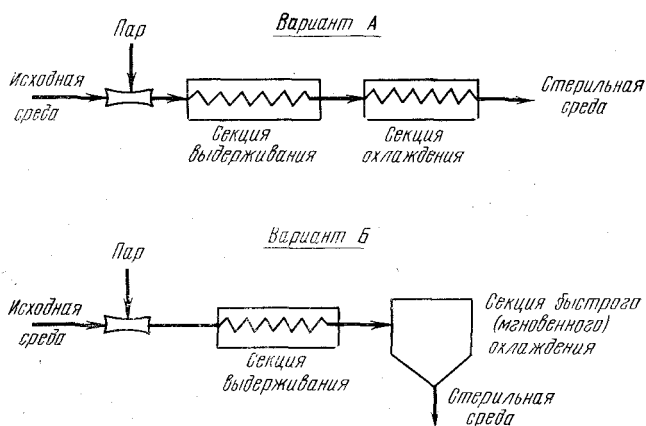 Вариант А
Пар
Исходная
среда
Секция
выдерживания
Секция
охлаждения
Стерильная
среда
Вариант Б
Пар
Исходная
среда
Секция
выдерживания
Секция быстрого
(мгновенного)
охлаждения
Стерильная
среда